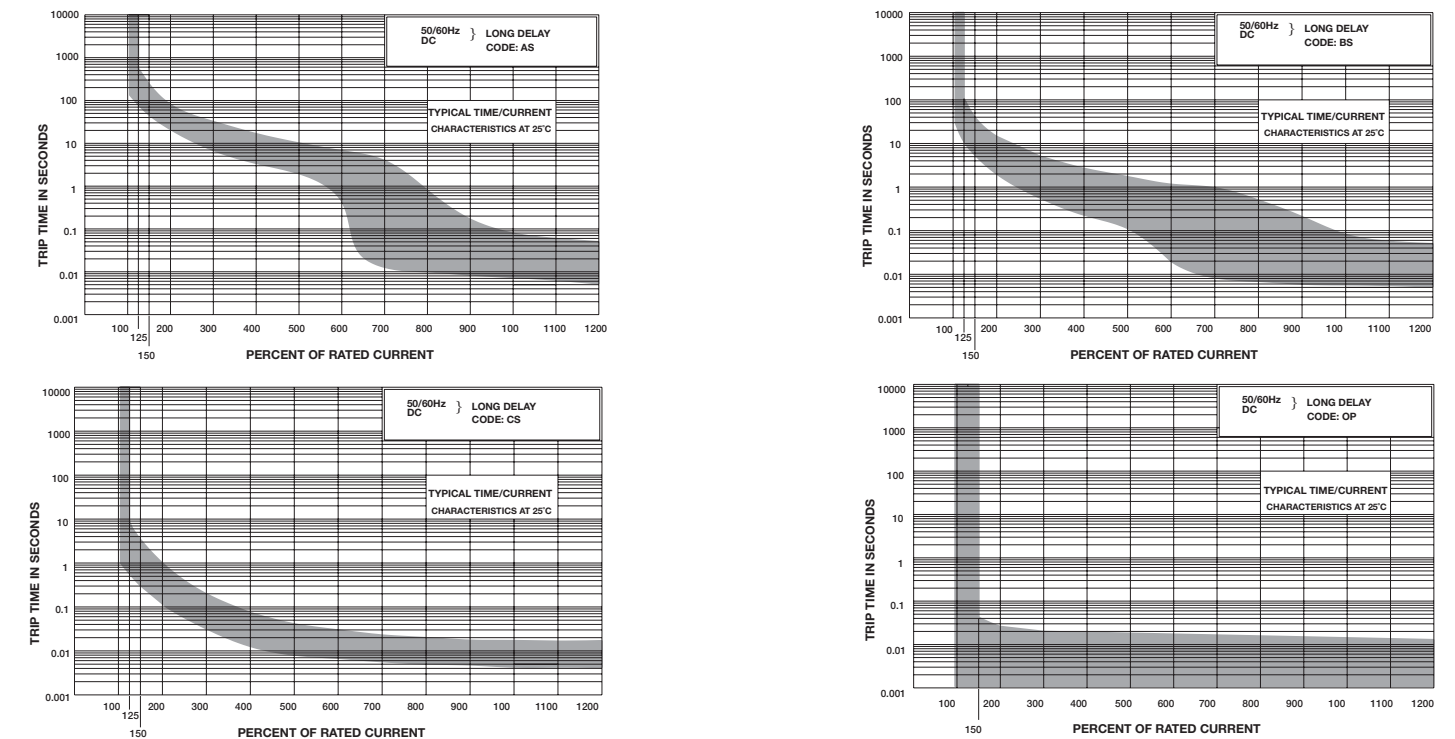 10000
1000
100
10
1
0.1
0.01
0.001
TRIP TIME IN SECONDS
50/60Hz } LONG DELAY
DC
CODE: AS
TYPICAL TIME/CURRENT
CHARACTERISTICS AT 25°C
100 200 300 400 500 600 700 800 900 100 1100 1200
125
150
PERCENT OF RATED CURRENT
10000
1000
100
10
1
0.1
0.01
0.001
TRIP TIME IN SECONDS
50/60Hz } LONG DELAY
DC
CODE: BS
TYPICAL TIME/CURRENT
CHARACTERISTICS AT 25°C
100 200 300 400 500 600 700 800 900 100 1100 1200
125
150
PERCENT OF RATED CURRENT
10000
1000
100
10
1
0.1
0.01
0.001
TRIP TIME IN SECONDS
50/60Hz } LONG DELAY
DC
CODE: CS
TYPICAL TIME/CURRENT
CHARACTERISTICS AT 25°C
100 200 300 400 500 600 700 800 900 100 1100 1200
125
150
PERCENT OF RATED CURRENT
10000
1000
100
10
1
0.1
0.01
0.001
TRIP TIME IN SECONDS
50/60Hz } LONG DELAY
DC
CODE: OP
TYPICAL TIME/CURRENT
CHARACTERISTICS AT 25°C
100 200 300 400 500 600 700 800 900 100 1100 1200
150
PERCENT OF RATED CURRENT